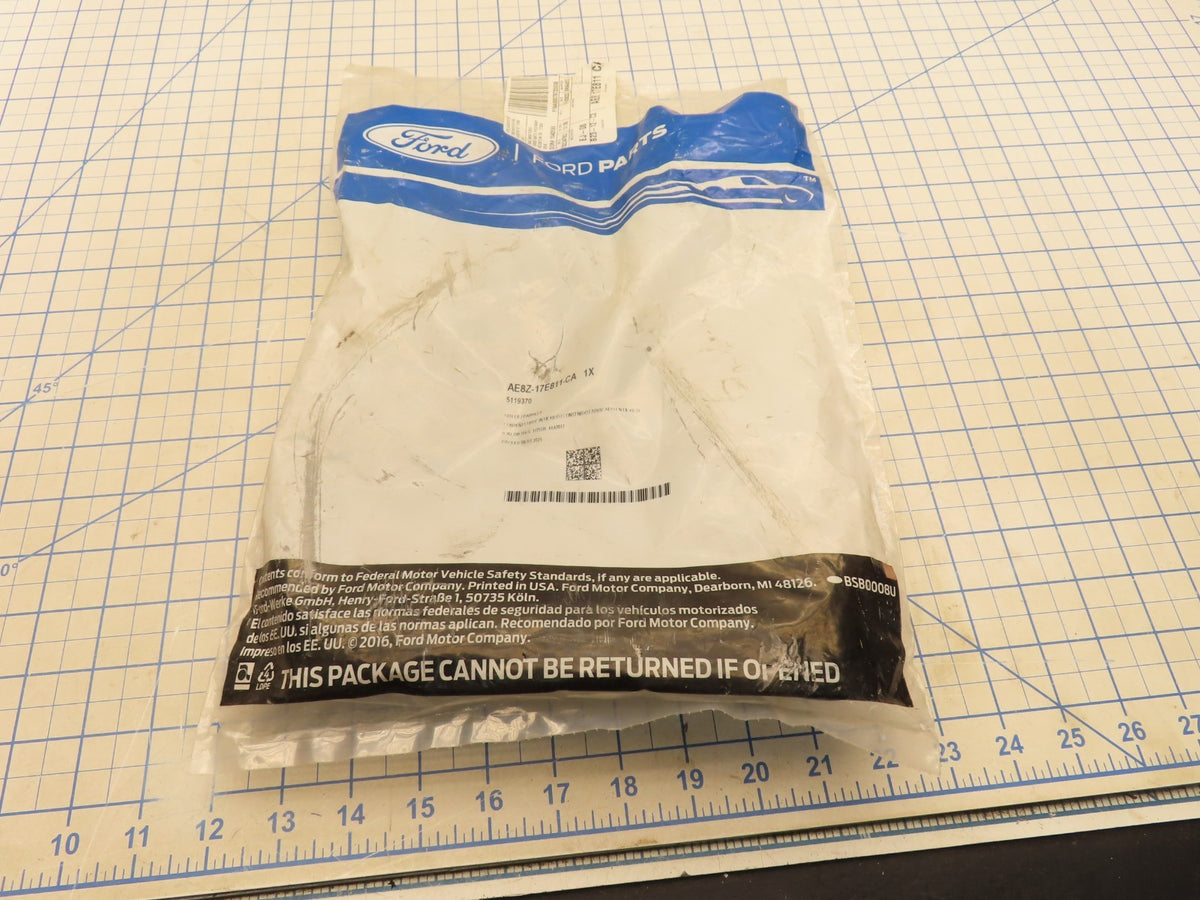 Ford
FORD PARTS
TM
AE8Z-17E811-CA 1X
5119370
Contents conform to Federal Motor Vehicle Safety Standards, if any are applicable.
Recommended by Ford Motor Company. Printed in USA. Ford Motor Company, Dearborn, MI 48126.
Ford-Werke GmbH, Henry-Ford-Straße 1, 50735 Köln.
El contenido satisface las normas federales de seguridad para los vehículos motorizados
de los EE. UU. si algunas de las normas aplican. Recomendado por Ford Motor Company.
Impreso en los EE. UU. © 2016, Ford Motor Company.
BSB0008U
4
LDPE
THIS PACKAGE CANNOT BE RETURNED IF OPENED
45°
0°
10 11 12 13 14 15 16 17 18 19 20 21 22 23 24 25 26 27